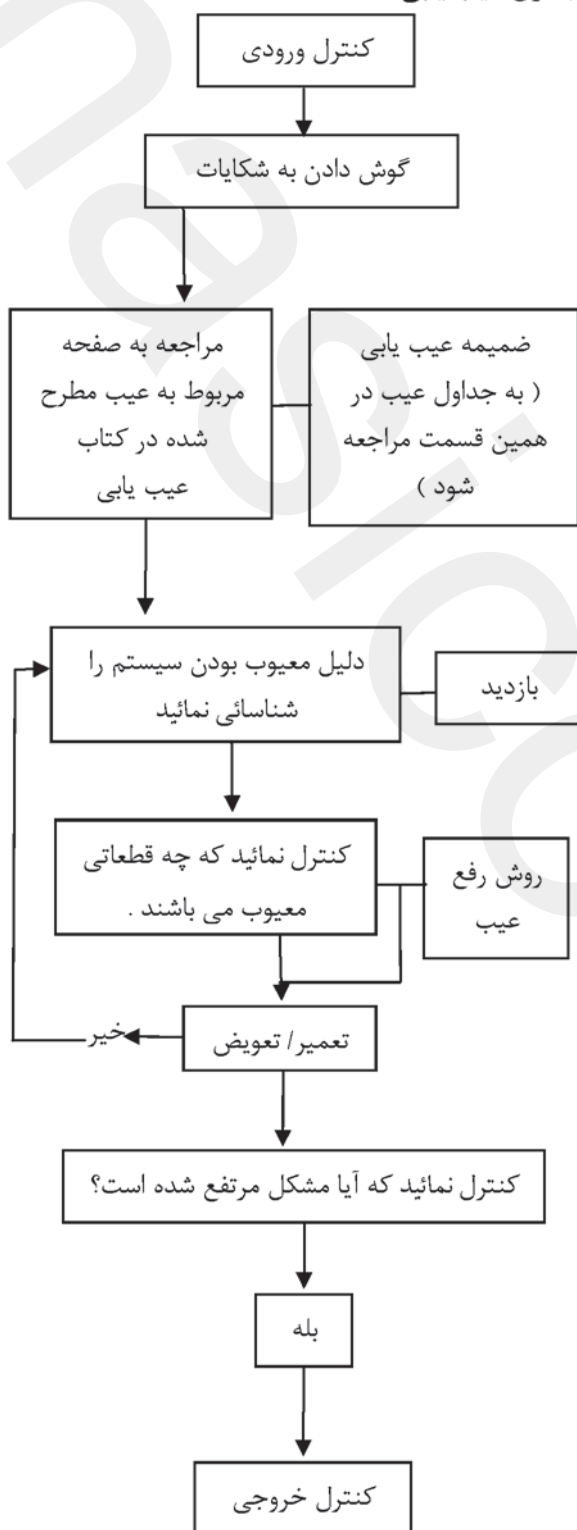 کنترل ورودی
گوش دادن به شکایات
مراجعه به صفحه
مربوط به عیب مطرح
شده در کتاب
عیب یابی
ضمیمه عیب یابی
( به جداول عیب در
همین قسمت مراجعه
شود )
دلیل معیوب بودن سیستم را
شناسائی نمائید
بازدید
کنترل نمائید که چه قطعاتی
معیوب می باشند .
روش رفع
عیب
تعمیر/ تعویض
خیر
کنترل نمائید که آیا مشکل مرتفع شده است؟
بله
کنترل خروجی